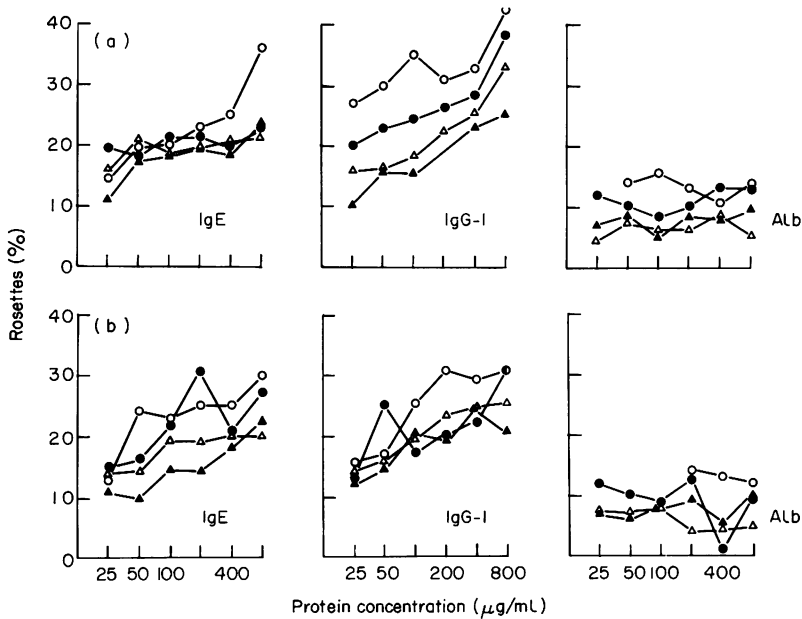 40
(a)
30
20
10
0
IgE
IgG-1
Alb
Rosettes (%)
40
(b)
30
20
10
0
IgE
IgG-1
Alb
25 50 100 400
25 50 200 800
25 50 100 400
Protein concentration (μg/mL)